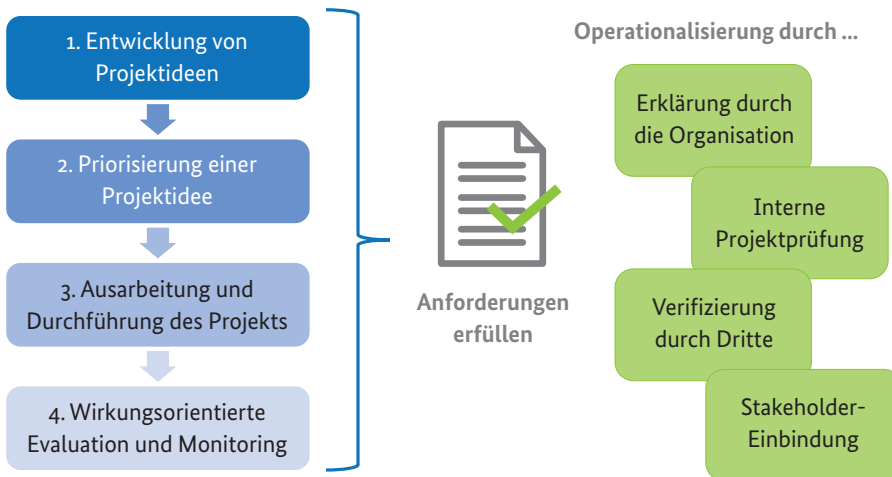 1. Entwicklung von
Projektideen
2. Priorisierung einer
Projektidee
3. Ausarbeitung und
Durchführung des Projekts
4. Wirkungsorientierte
Evaluation und Monitoring
Anforderungen
erfüllen
Operationalisierung durch ...
Erklärung durch
die Organisation
Interne
Projektprüfung
Verifizierung
durch Dritte
Stakeholder-
Einbindung